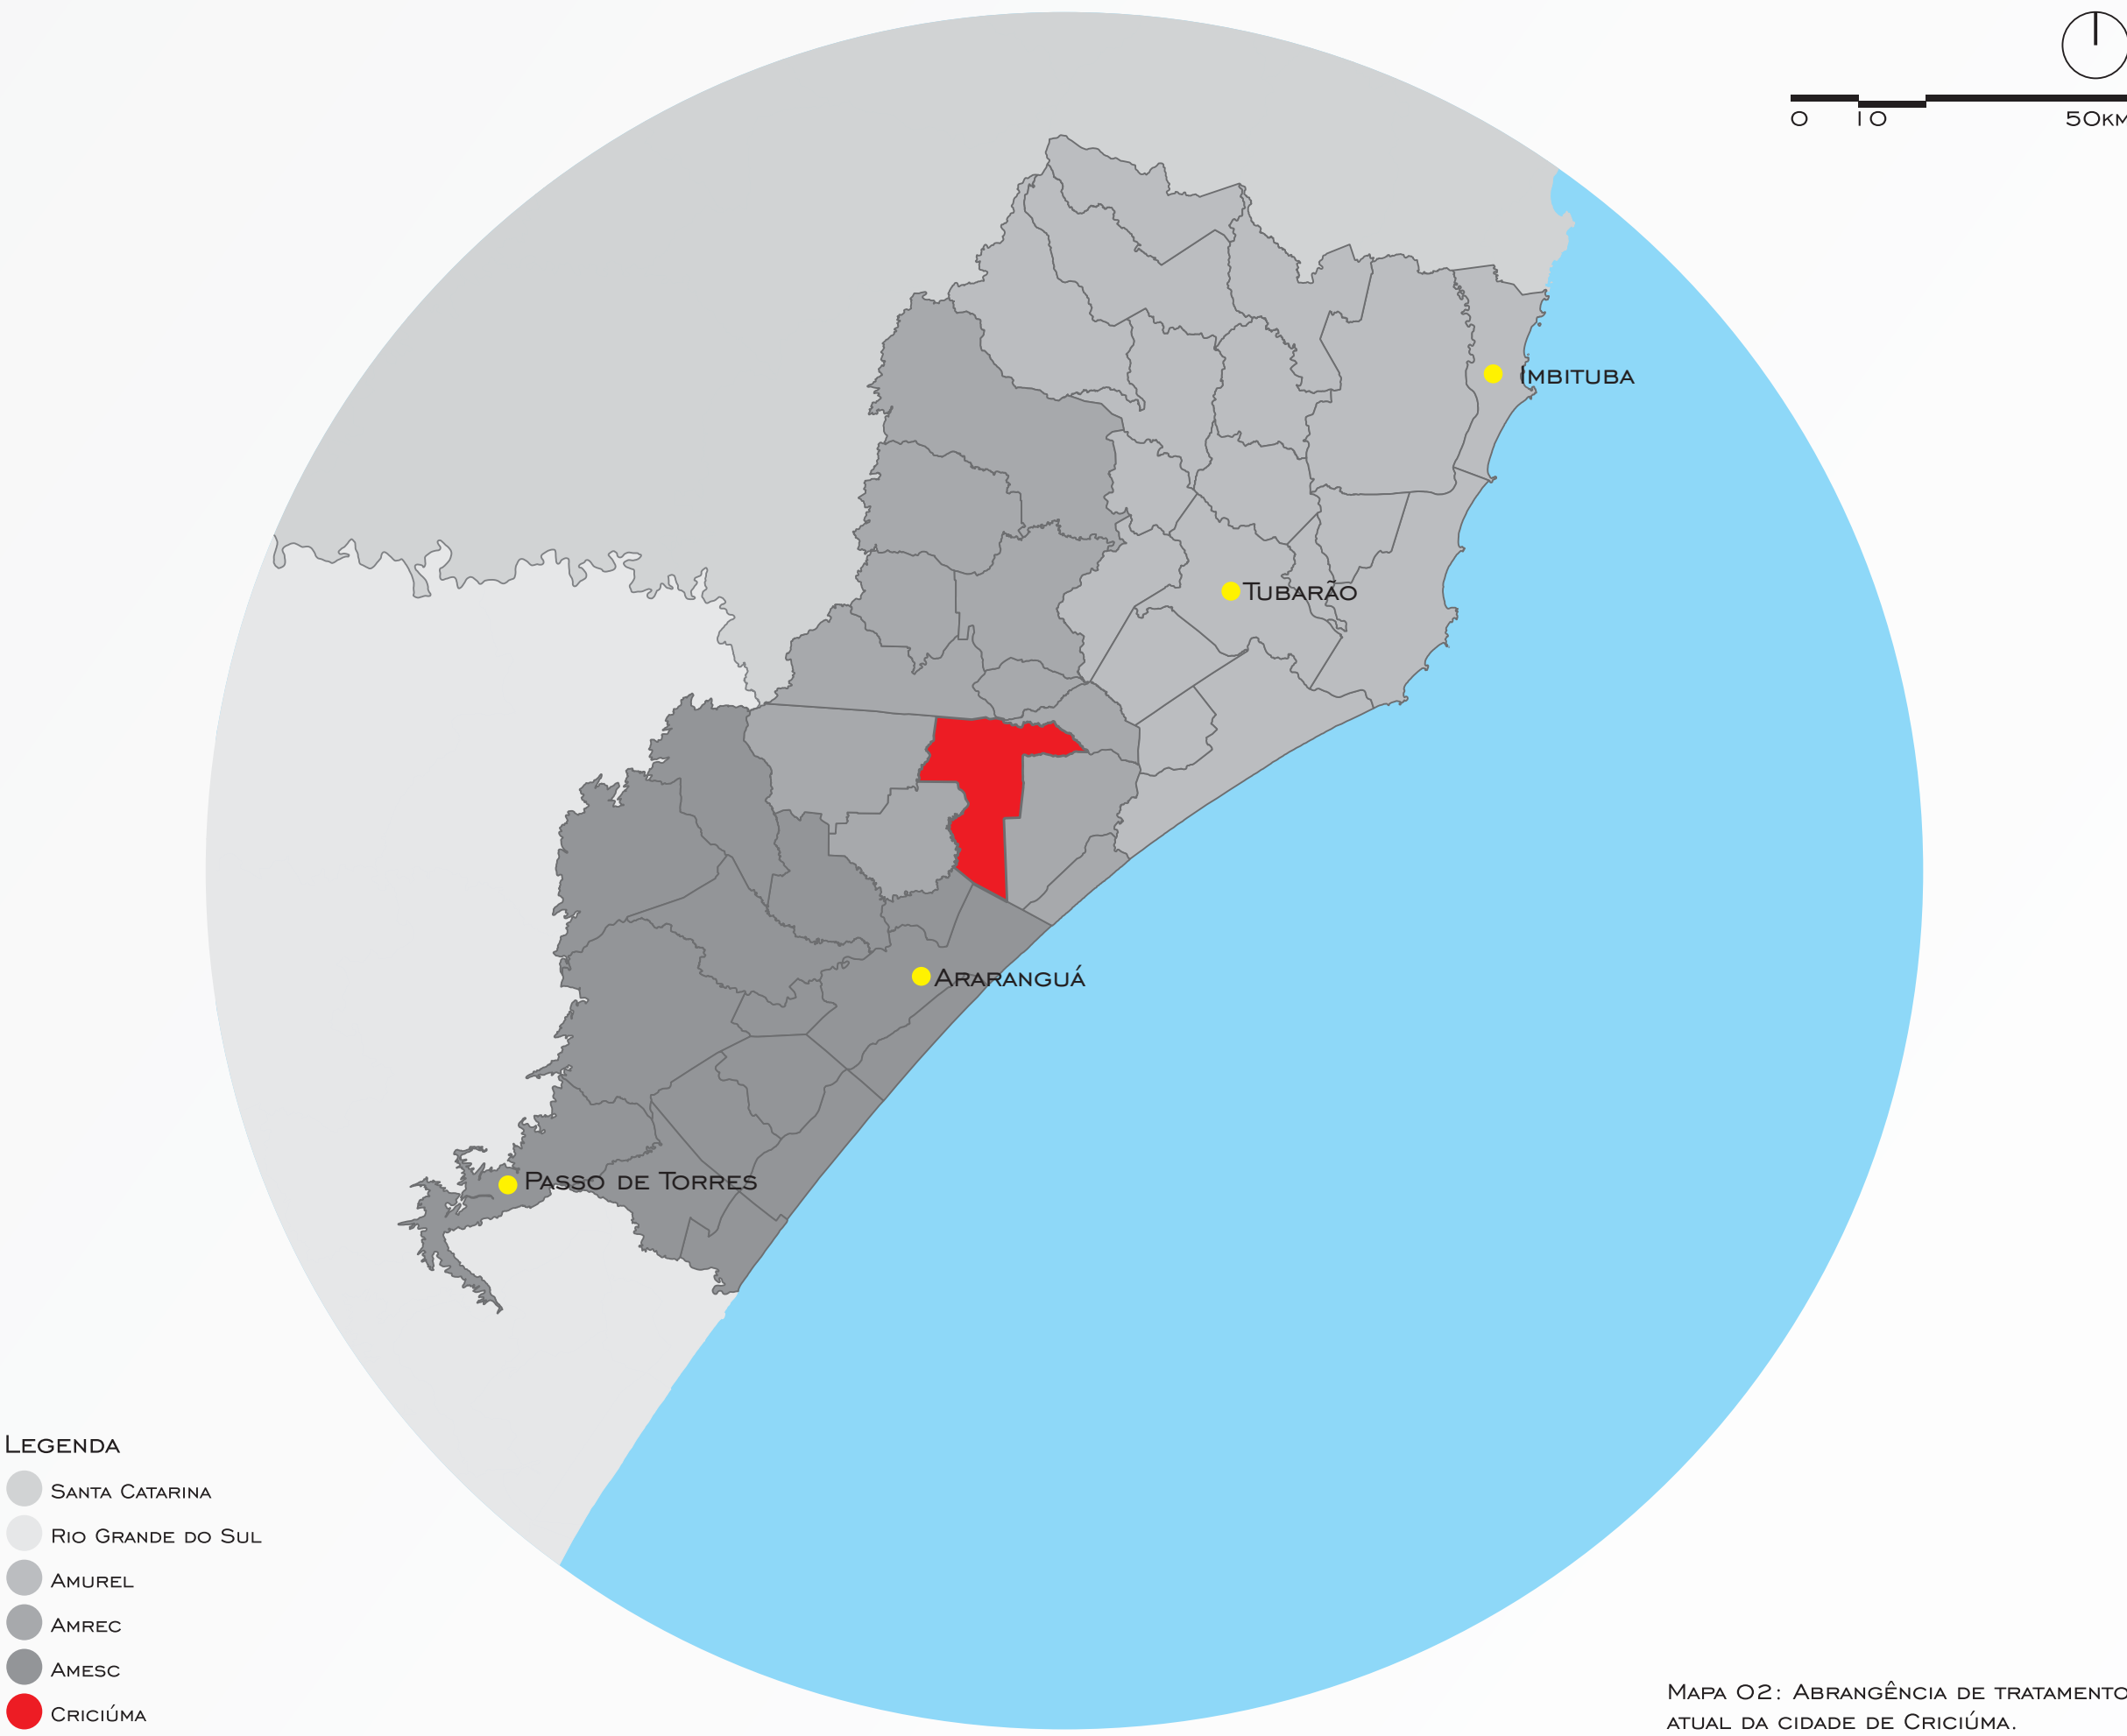 0 10 50km
Imbituba
Tubarão
Araranguá
Passo de Torres
Legenda
Santa Catarina
Rio Grande do Sul
Amurel
Amrec
Amesc
Criciúma
Mapa 02: Abrangência de tratamento
atual da cidade de Criciúma.